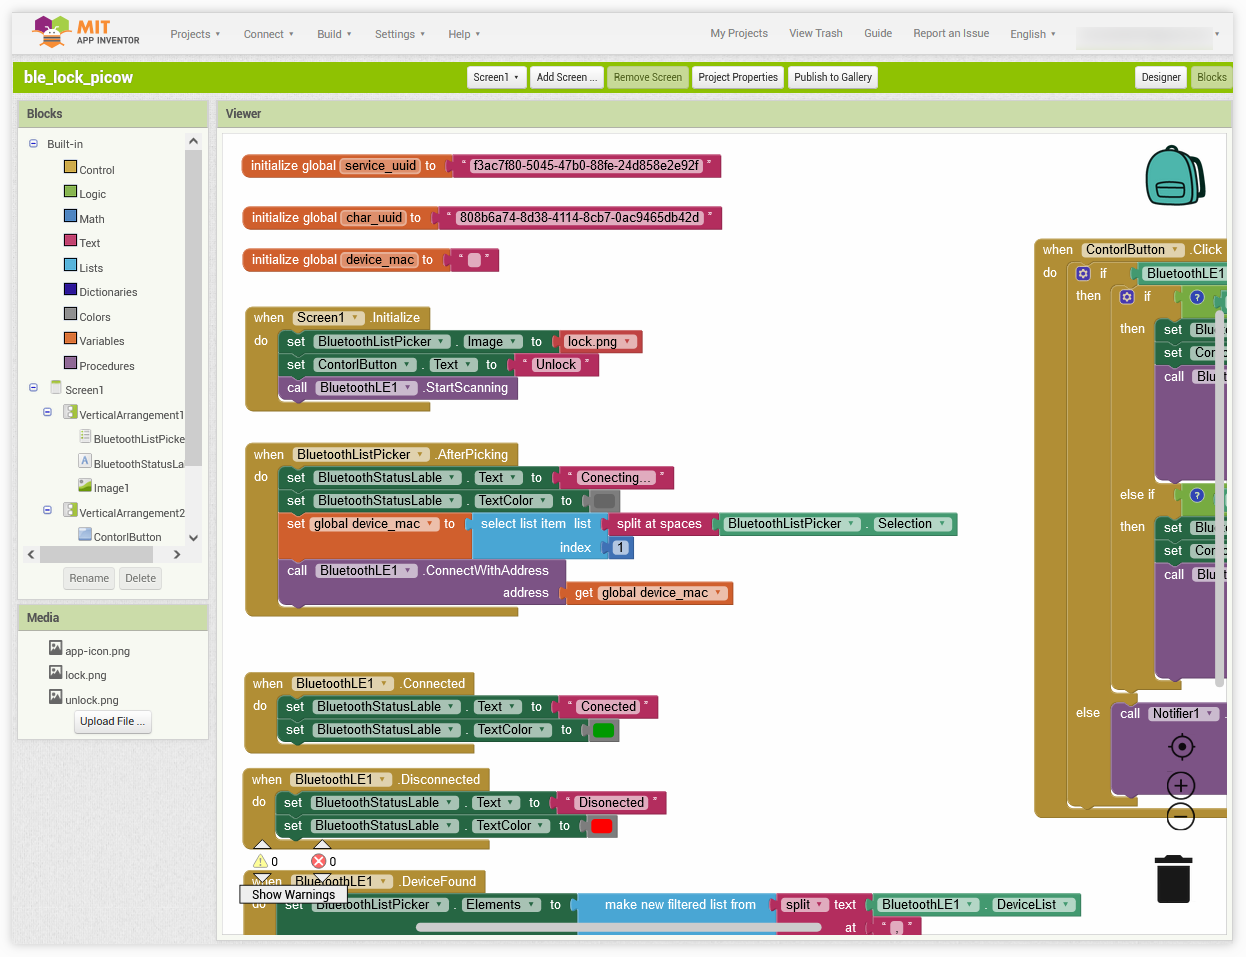 MIT
APP INVENTOR
Projects Connect Build Settings Help My Projects View Trash Guide Report an Issue English
ble_lock_picow Screen1 Add Screen ... Remove Screen Project Properties Publish to Gallery Designer Blocks
Blocks
Built-in
Control
Logic
Math
Text
Lists
Dictionaries
Colors
Variables
Procedures
Screen1
VerticalArrangement1
BluetoothListPicke
BluetoothStatusLa
Image1
VerticalArrangement2
ContorlButton
Rename Delete
Media
app-icon.png
lock.png
unlock.png
Upload File ...
Viewer
initialize global service_uuid to “ f3ac7f80-5045-47b0-88fe-24d858e2e92f ”
initialize global char_uuid to “ 808b6a74-8d38-4114-8cb7-0ac9465db42d ”
initialize global device_mac to “ ”
when Screen1 .Initialize
do set BluetoothListPicker . Image to lock.png
set ContorlButton . Text to “ Unlock ”
call BluetoothLE1 .StartScanning
when BluetoothListPicker .AfterPicking
do set BluetoothStatusLable . Text to “ Conecting... ”
set BluetoothStatusLable . TextColor to
set global device_mac to select list item list split at spaces BluetoothListPicker . Selection
index 1
call BluetoothLE1 .ConnectWithAddress
address get global device_mac
when BluetoothLE1 .Connected
do set BluetoothStatusLable . Text to “ Conected ”
set BluetoothStatusLable . TextColor to
when BluetoothLE1 .Disconnected
do set BluetoothStatusLable . Text to “ Disonected ”
set BluetoothStatusLable . TextColor to
0 0
when BluetoothLE1 .DeviceFound
Show Warnings
do set BluetoothListPicker . Elements to make new filtered list from split text BluetoothLE1 . DeviceList
at “ , ”
when ContorlButton .Click
do if BluetoothLE1
then if ?
then set Blu
set Con
call Blu
else if ?
then set Blu
set Con
call Blu
else call Notifier1 .